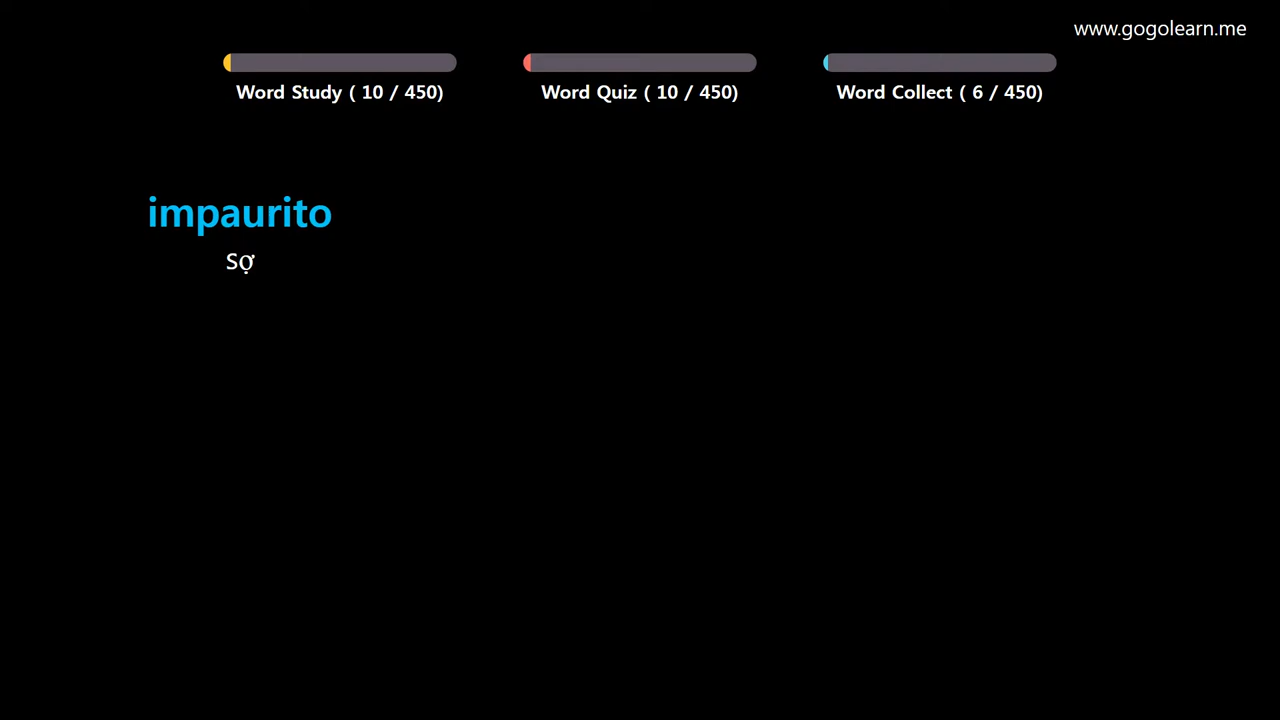 www.gogolearn.me
Word Study ( 10 / 450)
Word Quiz ( 10 / 450)
Word Collect ( 6 / 450)
impaurito
Sợ